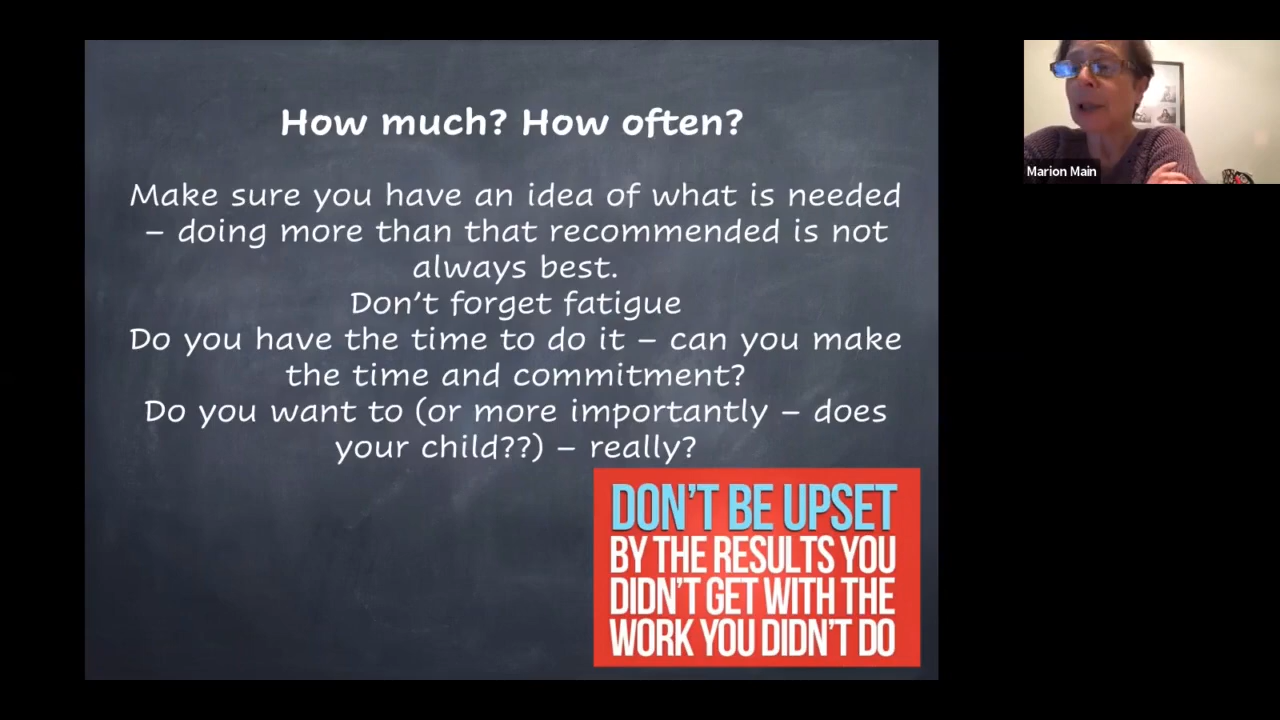 How much? How often?
Make sure you have an idea of what is needed
– doing more than that recommended is not
always best.
Don’t forget fatigue
Do you have the time to do it – can you make
the time and commitment?
Do you want to (or more importantly – does
your child??) – really?
DON'T BE UPSET
BY THE RESULTS YOU
DIDN'T GET WITH THE
WORK YOU DIDN'T DO
Marion Main